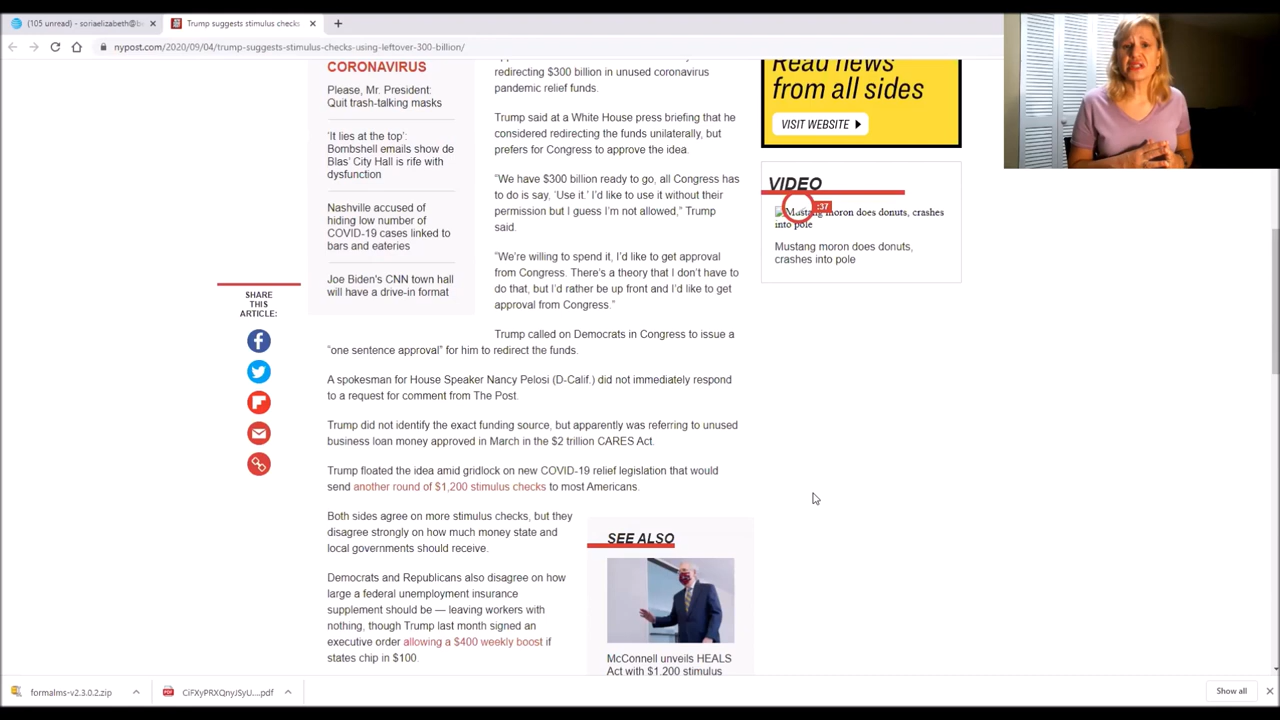 (105 unread) - soriaelizabeth@be
Trump suggests stimulus checks
nypost.com/2020/09/04/trump-suggests-stimulus
300-billion/
Please, Mr. President:
Quit trash-talking masks
'It lies at the top':
Bombshell emails show de
Blas' City Hall is rife with
dysfunction
Nashville accused of
hiding low number of
COVID-19 cases linked to
bars and eateries
Joe Biden's CNN town hall
will have a drive-in format
SHARE
THIS
ARTICLE:
redirecting $300 billion in unused coronavirus
pandemic relief funds.
Trump said at a White House press briefing that he
considered redirecting the funds unilaterally, but
prefers for Congress to approve the idea.
“We have $300 billion ready to go, all Congress has
to do is say, ‘Use it.’ I’d like to use it without their
permission but I guess I’m not allowed,” Trump
said.
“We’re willing to spend it, I’d like to get approval
from Congress. There’s a theory that I don’t have to
do that, but I’d rather be up front and I’d like to get
approval from Congress.”
Trump called on Democrats in Congress to issue a
“one sentence approval” for him to redirect the funds.
A spokesman for House Speaker Nancy Pelosi (D-Calif.) did not immediately respond
to a request for comment from The Post.
Trump did not identify the exact funding source, but apparently was referring to unused
business loan money approved in March in the $2 trillion CARES Act.
Trump floated the idea amid gridlock on new COVID-19 relief legislation that would
send another round of $1,200 stimulus checks to most Americans.
Both sides agree on more stimulus checks, but they
disagree strongly on how much money state and
local governments should receive.
Democrats and Republicans also disagree on how
large a federal unemployment insurance
supplement should be — leaving workers with
nothing, though Trump last month signed an
executive order allowing a $400 weekly boost if
states chip in $100.
SEE ALSO
McConnell unveils HEALS
Act with $1,200 stimulus
Read news
from all sides
VISIT WEBSITE
VIDEO
:37
Mustang moron does donuts, crashes
into pole
Mustang moron does donuts,
crashes into pole
formalms-v2.3.0.2.zip
CiFXyPRXQnyJSyU....pdf
Show all